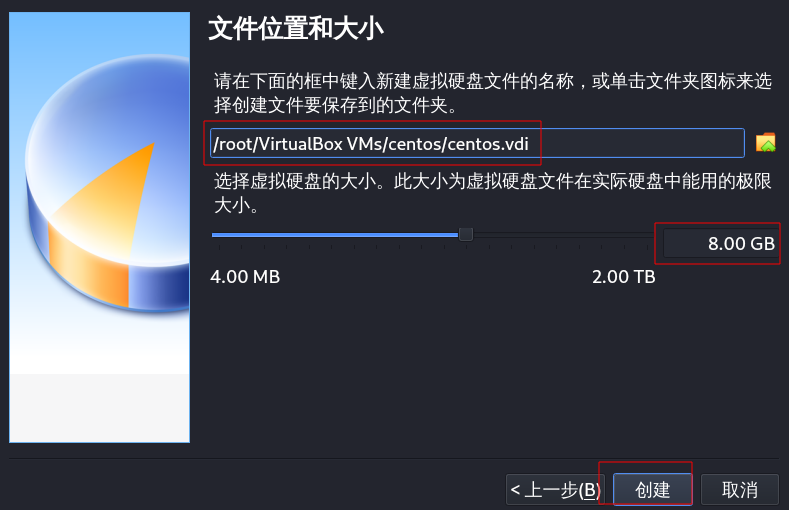 文件位置和大小
请在下面的框中键入新建虚拟硬盘文件的名称，或单击文件夹图标来选
择创建文件要保存到的文件夹。
/root/VirtualBox VMs/centos/centos.vdi
选择虚拟硬盘的大小。此大小为虚拟硬盘文件在实际硬盘中能用的极限
大小。
8.00 GB
4.00 MB 2.00 TB
< 上一步(B) 创建 取消